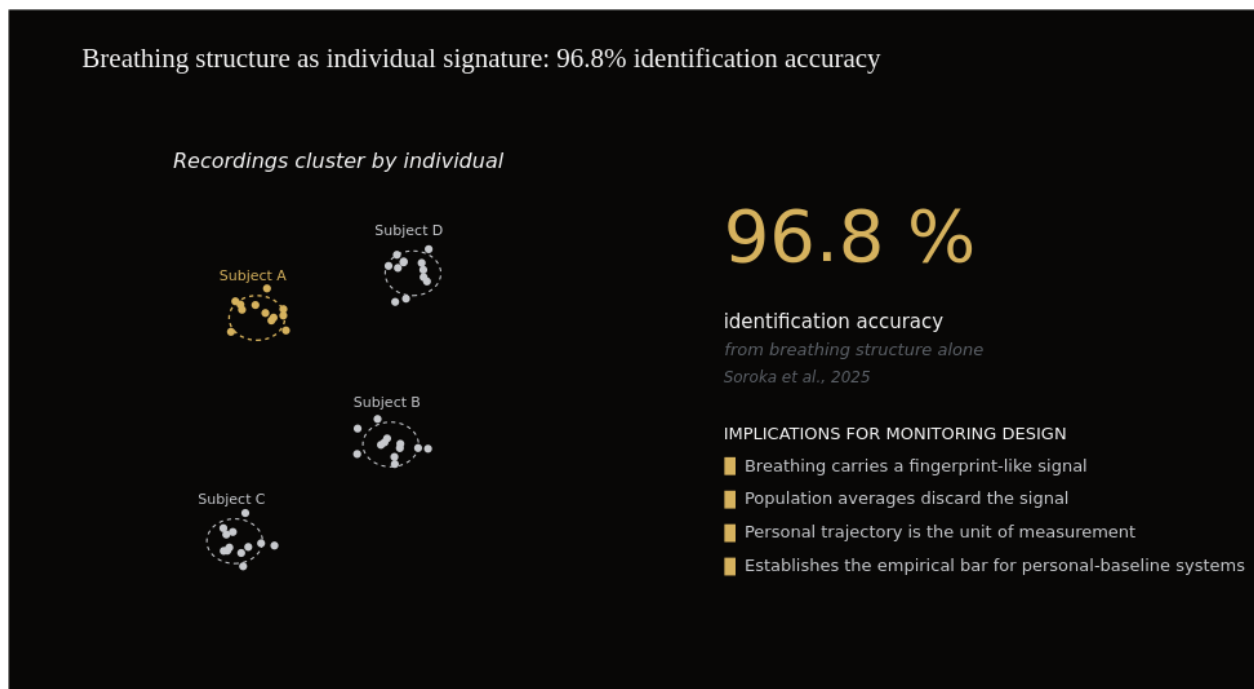 Breathing structure as individual signature: 96.8% identification accuracy
Recordings cluster by individual
Subject D
Subject A
Subject B
Subject C
96.8 %
identification accuracy
from breathing structure alone
Soroka et al., 2025
IMPLICATIONS FOR MONITORING DESIGN
Breathing carries a fingerprint-like signal
Population averages discard the signal
Personal trajectory is the unit of measurement
Establishes the empirical bar for personal-baseline systems